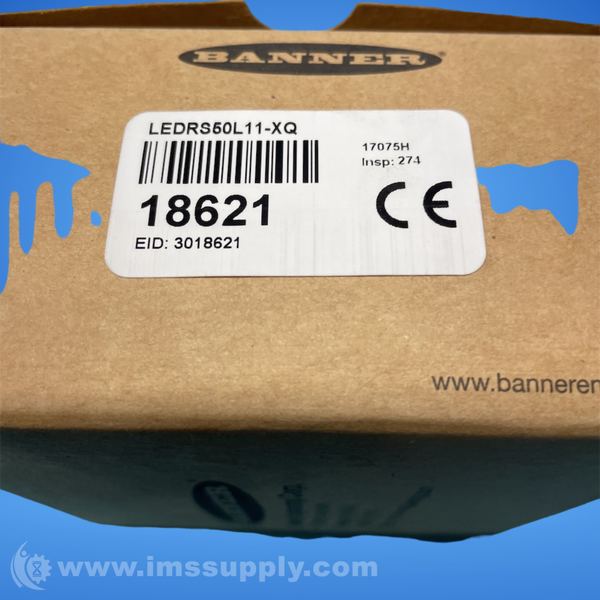 BANNER
LEDRS50L11-XQ
17075H
Insp: 274
18621
CE
EID: 3018621
www.banneren
www.imssupply.com